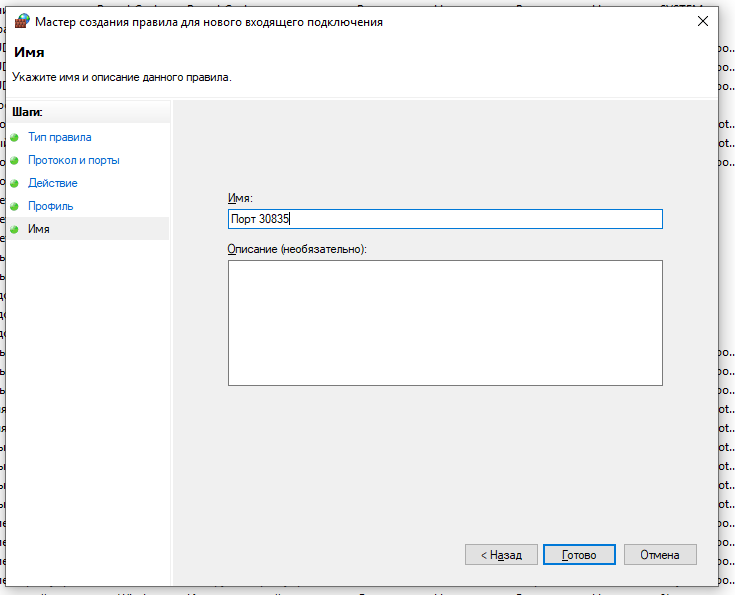 Мастер создания правила для нового входящего подключения
Имя
Укажите имя и описание данного правила.
Шаги:
Тип правила
Протокол и порты
Действие
Профиль
Имя
Имя:
Порт 30835
Описание (необязательно):
< Назад
Готово
Отмена